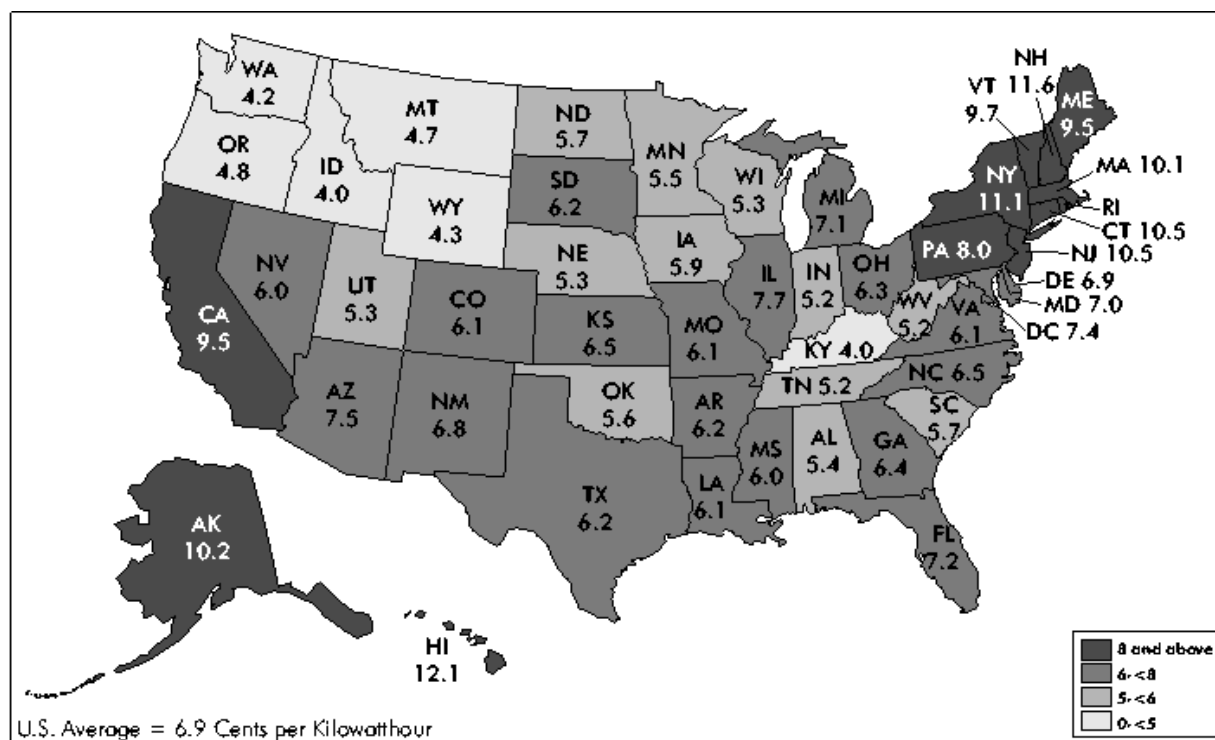 WA
4.2
OR
4.8
CA
9.5
ID
4.0
NV
6.0
MT
4.7
WY
4.3
UT
5.3
AZ
7.5
CO
6.1
NM
6.8
ND
5.7
SD
6.2
NE
5.3
KS
6.5
OK
5.6
TX
6.2
MN
5.5
IA
5.9
MO
6.1
AR
6.2
LA
6.1
WI
5.3
IL
7.7
MS
6.0
MI
7.1
IN
5.2
KY 4.0
TN 5.2
AL
5.4
OH
6.3
WV
5.2
VA
6.1
NC 6.5
SC
5.7
GA
6.4
FL
7.2
PA 8.0
NY
11.1
VT
9.7
NH
11.6
ME
9.5
MA 10.1
RI
CT 10.5
NJ 10.5
DE 6.9
MD 7.0
DC 7.4
AK
10.2
HI
12.1
8 and above
6-<8
5-<6
0-<5
U.S. Average = 6.9 Cents per Kilowatthour